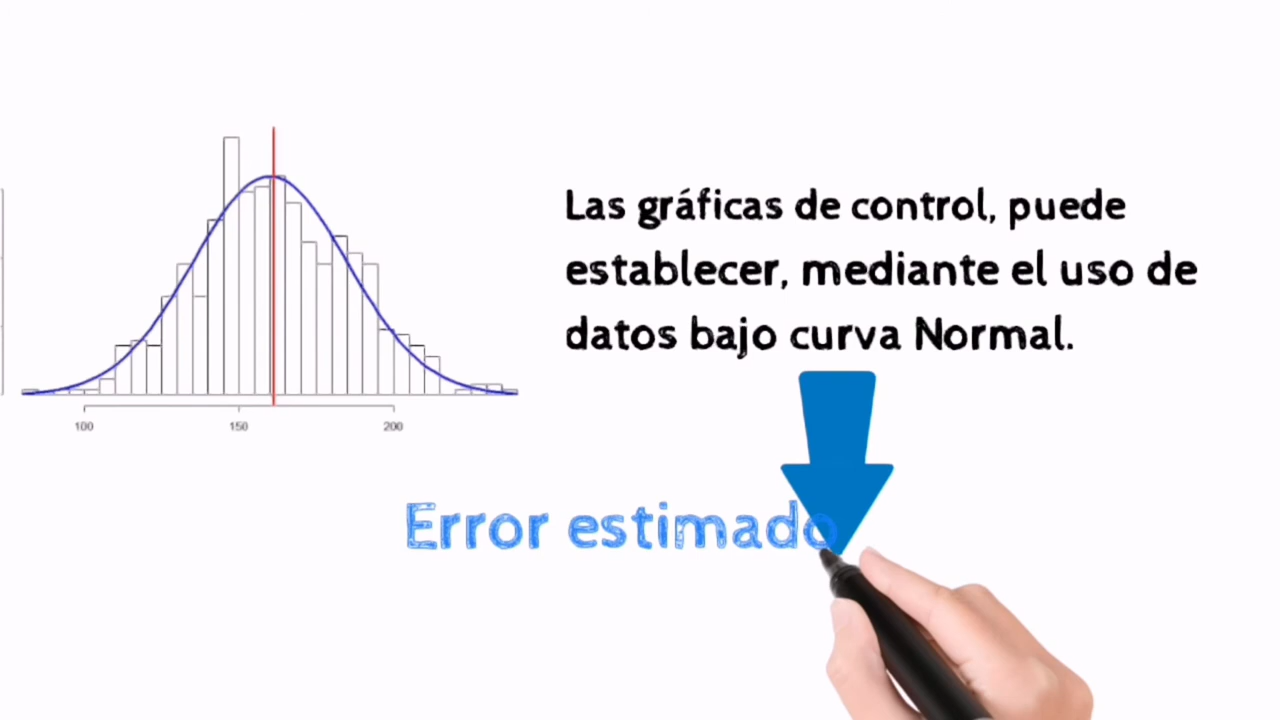 Las gráficas de control, puede
establecer, mediante el uso de
datos bajo curva Normal.
100 150 200
Error estimado